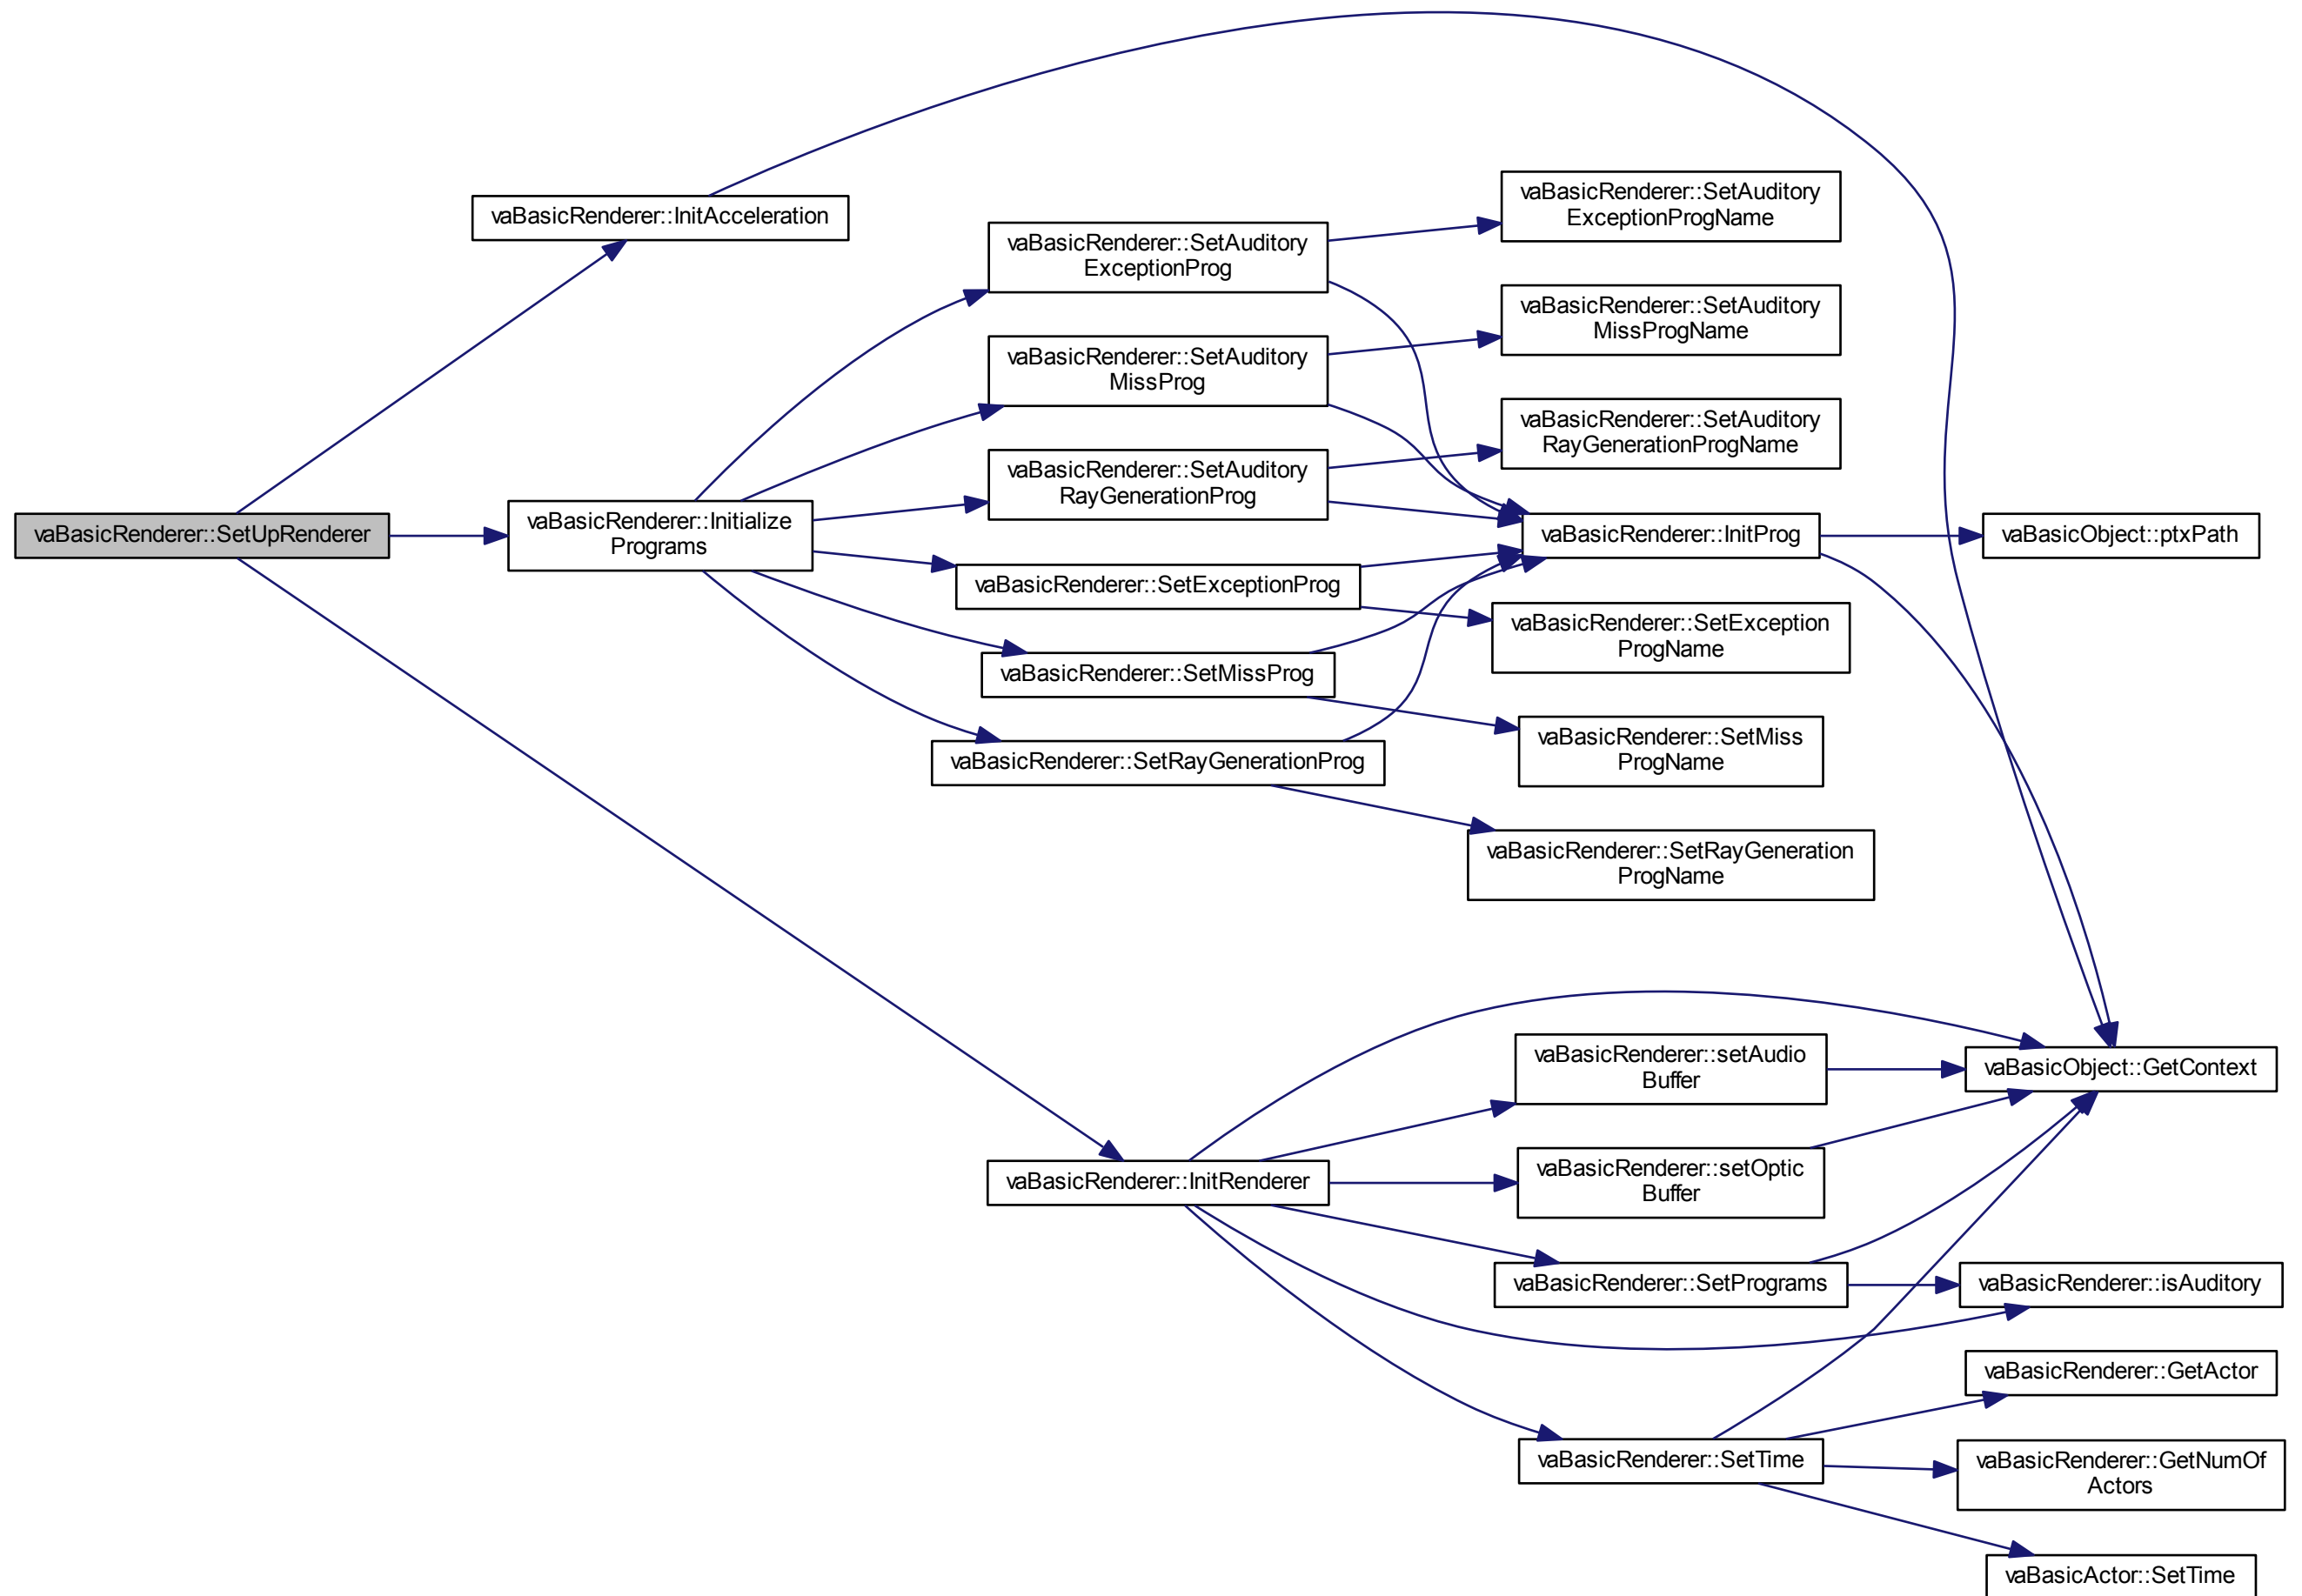 vaBasicRenderer::SetUpRenderer
vaBasicRenderer::InitAcceleration
vaBasicRenderer::Initialize
Programs
vaBasicRenderer::SetAuditory
ExceptionProg
vaBasicRenderer::SetAuditory
MissProg
vaBasicRenderer::SetAuditory
RayGenerationProg
vaBasicRenderer::SetExceptionProg
vaBasicRenderer::SetMissProg
vaBasicRenderer::SetRayGenerationProg
vaBasicRenderer::InitRenderer
vaBasicRenderer::SetAuditory
ExceptionProgName
vaBasicRenderer::SetAuditory
MissProgName
vaBasicRenderer::SetAuditory
RayGenerationProgName
vaBasicRenderer::InitProg
vaBasicRenderer::SetException
ProgName
vaBasicRenderer::SetMiss
ProgName
vaBasicRenderer::SetRayGeneration
ProgName
vaBasicRenderer::setAudio
Buffer
vaBasicRenderer::setOptic
Buffer
vaBasicRenderer::SetPrograms
vaBasicRenderer::SetTime
vaBasicObject::ptxPath
vaBasicObject::GetContext
vaBasicRenderer::isAuditory
vaBasicRenderer::GetActor
vaBasicRenderer::GetNumOf
Actors
vaBasicActor::SetTime